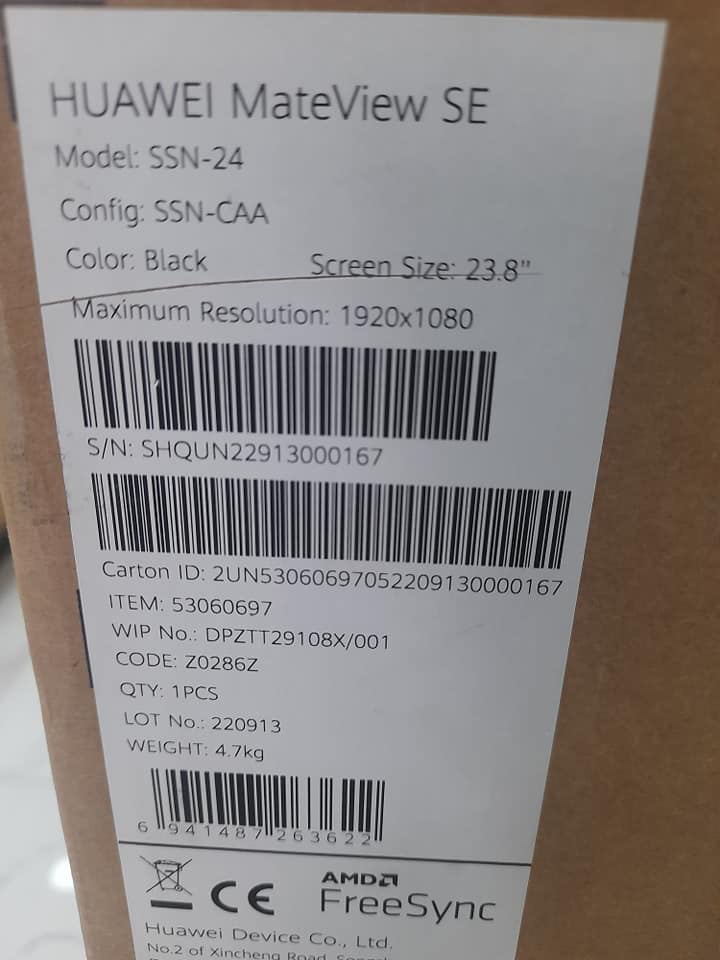 HUAWEI MateView SE
Model: SSN-24
Config: SSN-CAA
Color: Black Screen Size: 23.8"
Maximum Resolution: 1920x1080
S/N: SHQUN22913000167
Carton ID: 2UN530606970522091300000167
ITEM: 53060697
WIP No.: DPZTT29108X/001
CODE: Z0286Z
QTY: 1PCS
LOT No.: 220913
WEIGHT: 4.7kg
6 941487 263622
CE AMD
FreeSync
Huawei Device Co., Ltd.
No.2 of Xincheng Road,